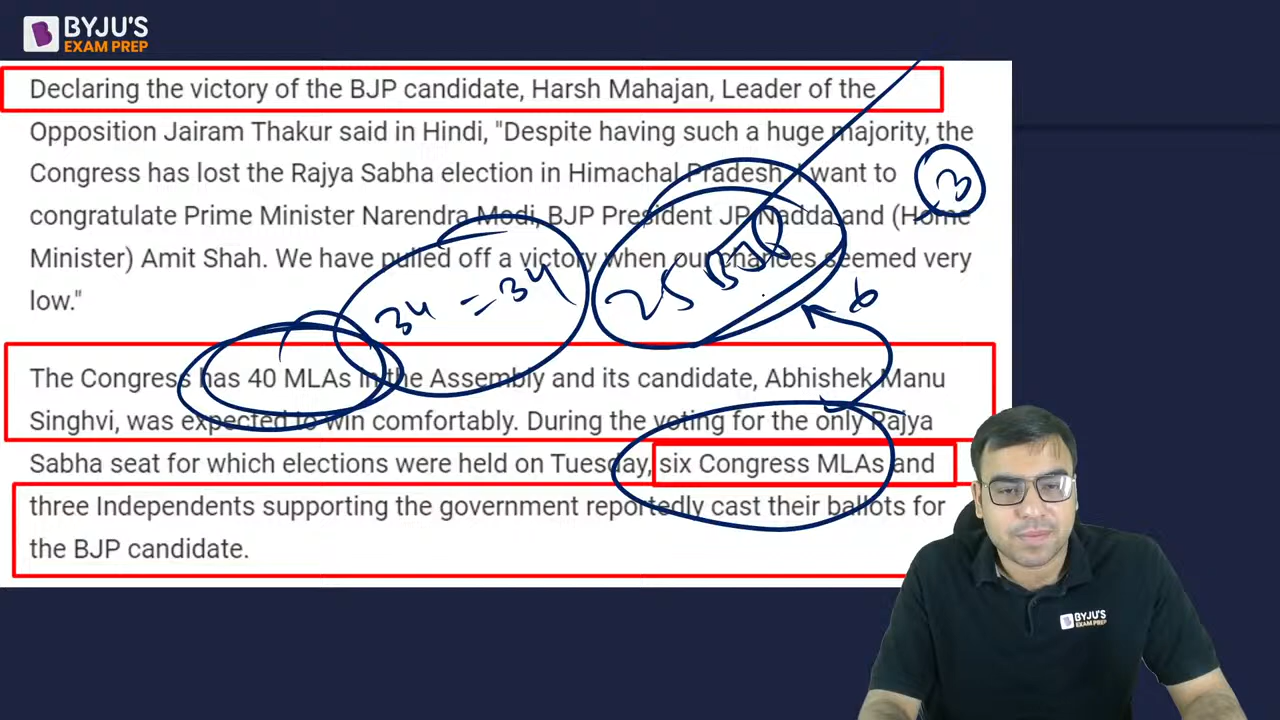 BYJU'S
EXAM PREP
Declaring the victory of the BJP candidate, Harsh Mahajan, Leader of the
Opposition Jairam Thakur said in Hindi, "Despite having such a huge majority, the
Congress has lost the Rajya Sabha election in Himachal Pradesh. I want to
congratulate Prime Minister Narendra Modi, BJP President JP Nadda and (Home
Minister) Amit Shah. We have pulled off a victory when our chances seemed very
low."
3
34 = 34
25
6
The Congress has 40 MLAs in the Assembly and its candidate, Abhishek Manu
Singhvi, was expected to win comfortably. During the voting for the only Rajya
Sabha seat for which elections were held on Tuesday, six Congress MLAs and
three Independents supporting the government reportedly cast their ballots for
the BJP candidate.
BYJU'S
EXAM PREP